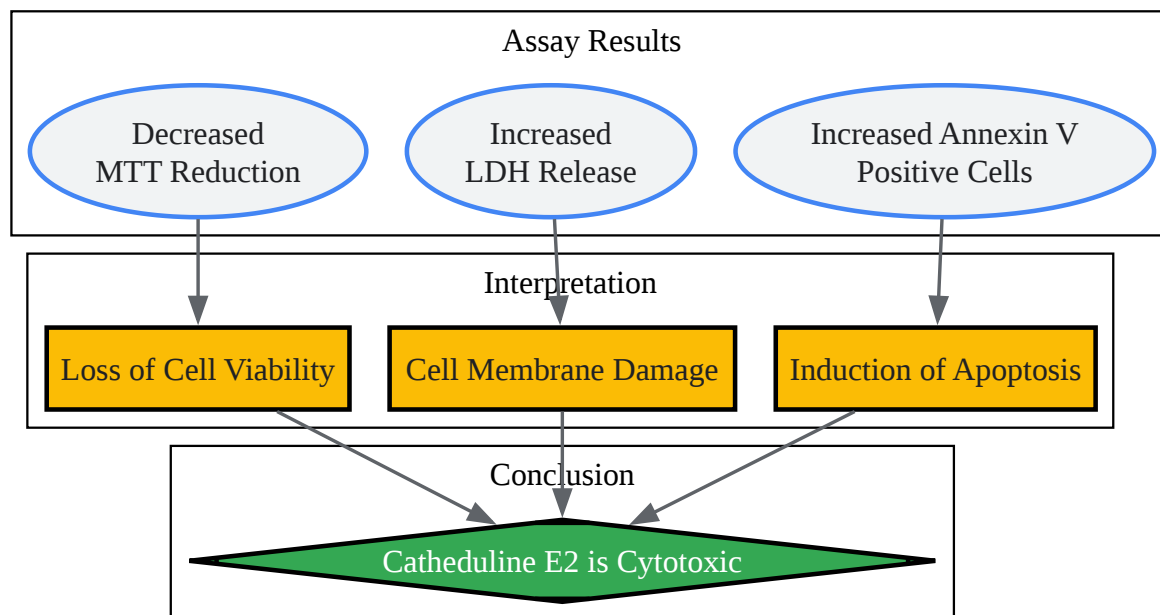 Assay Results
Decreased
MTT Reduction
Increased
LDH Release
Increased Annexin V
Positive Cells
Interpretation
Loss of Cell Viability
Cell Membrane Damage
Induction of Apoptosis
Conclusion
Catheduline E2 is Cytotoxic